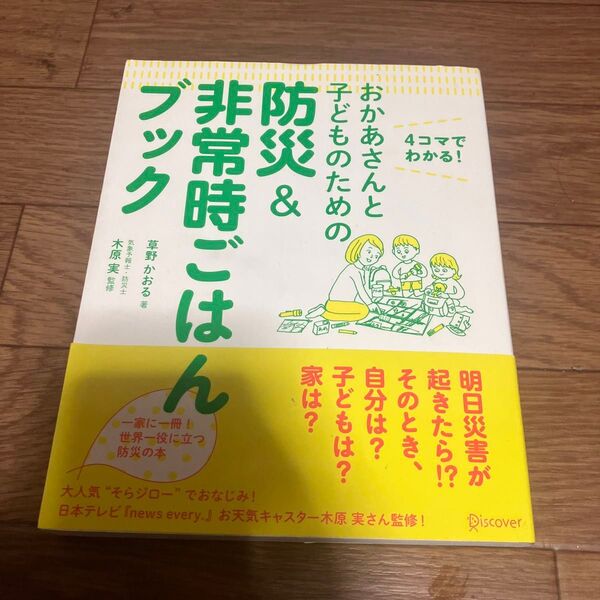 4コマで
わかる!
おかあさんと
子どものための
防災&
非常時ごはん
ブック
草野 かおる 著
気象予報士・防災士
木原 実 監修
明日災害が
起きたら!?
そのとき、
自分は?
子どもは?
家は?
一家に一冊!
世界一役に立つ
防災の本
大人気“そらジロー”でおなじみ!
日本テレビ『news every.』お天気キャスター木原 実さん監修!
Discover